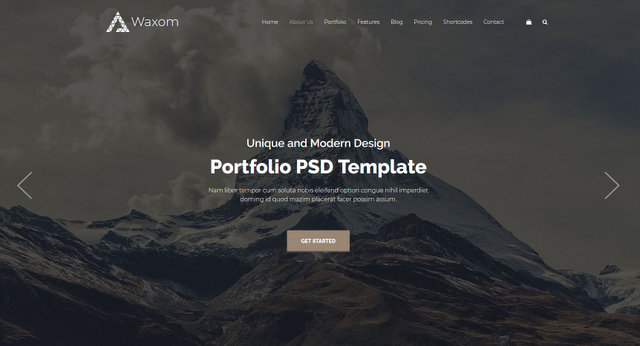 Waxom
Home About Us Portfolio Features Blog Pricing Shortcodes Contact
Unique and Modern Design
Portfolio PSD Template
Nam liber tempor cum soluta nobis eleifend option congue nihil imperdiet
doming id quod mazim placerat facer possim assum.
GET STARTED